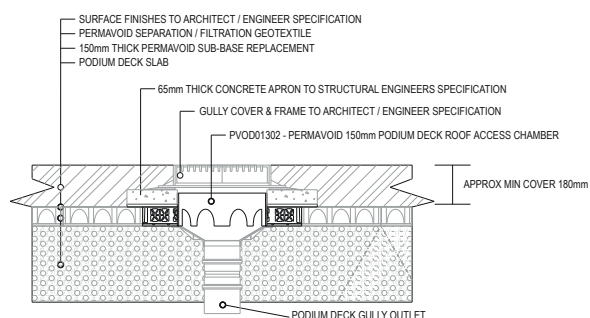 SURFACE FINISHES TO ARCHITECT / ENGINEER SPECIFICATION
PERMAVOID SEPARATION / FILTRATION GEOTEXTILE
150mm THICK PERMAVOID SUB-BASE REPLACEMENT
PODIUM DECK SLAB
65mm THICK CONCRETE APRON TO STRUCTURAL ENGINEERS SPECIFICATION
GULLY COVER & FRAME TO ARCHITECT / ENGINEER SPECIFICATION
PVOD01302 - PERMAVOID 150mm PODIUM DECK ROOF ACCESS CHAMBER
APPROX MIN COVER 180mm
PODIUM DECK GULLY OUTLET